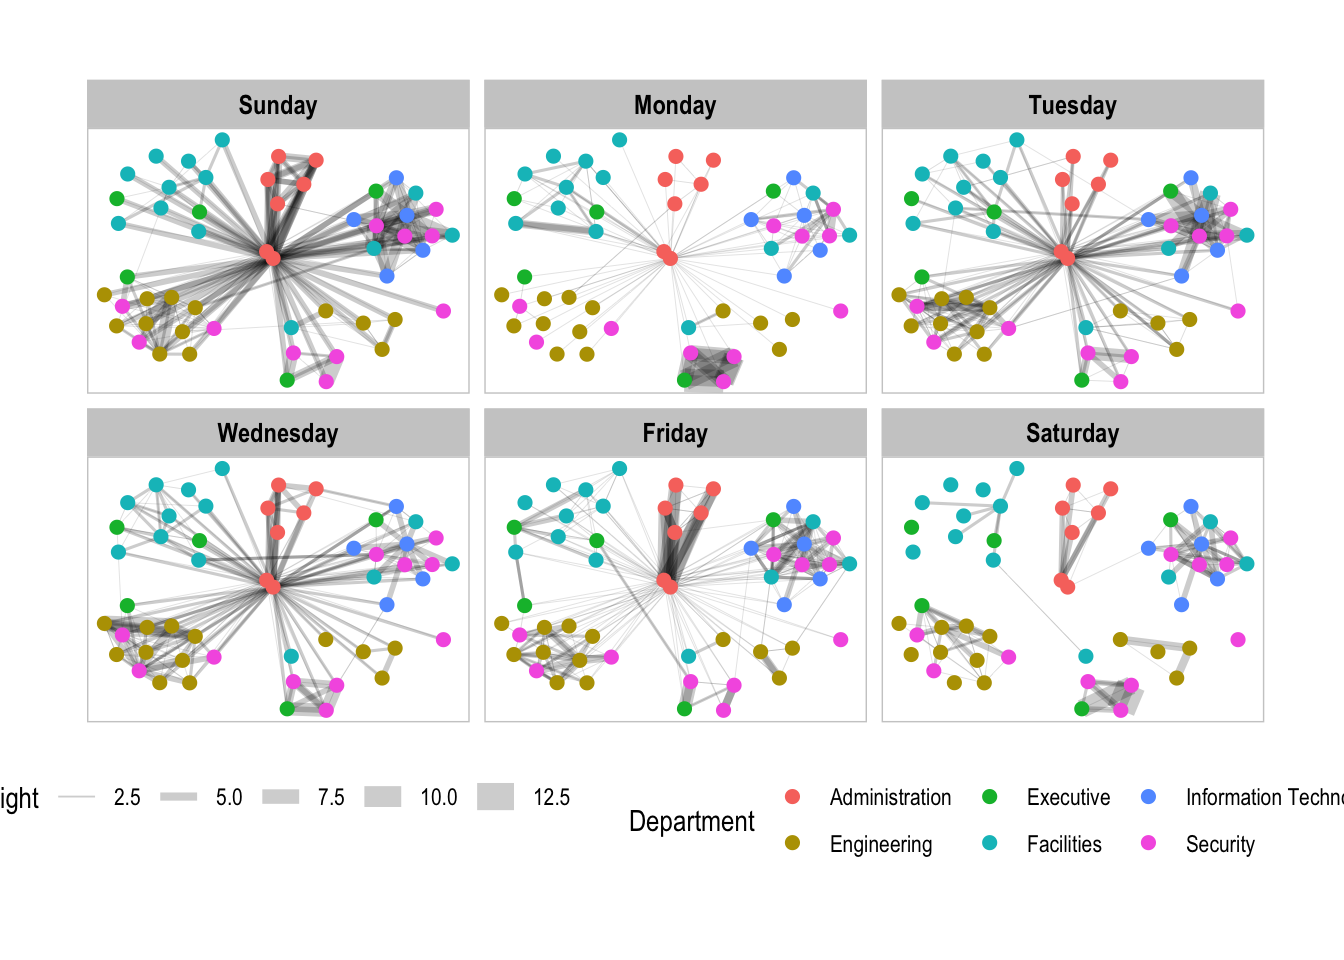 Sunday Monday Tuesday
Wednesday Friday Saturday
ight 2.5 5.0 7.5 10.0 12.5
Department
Administration Executive Information Techn
Engineering Facilities Security